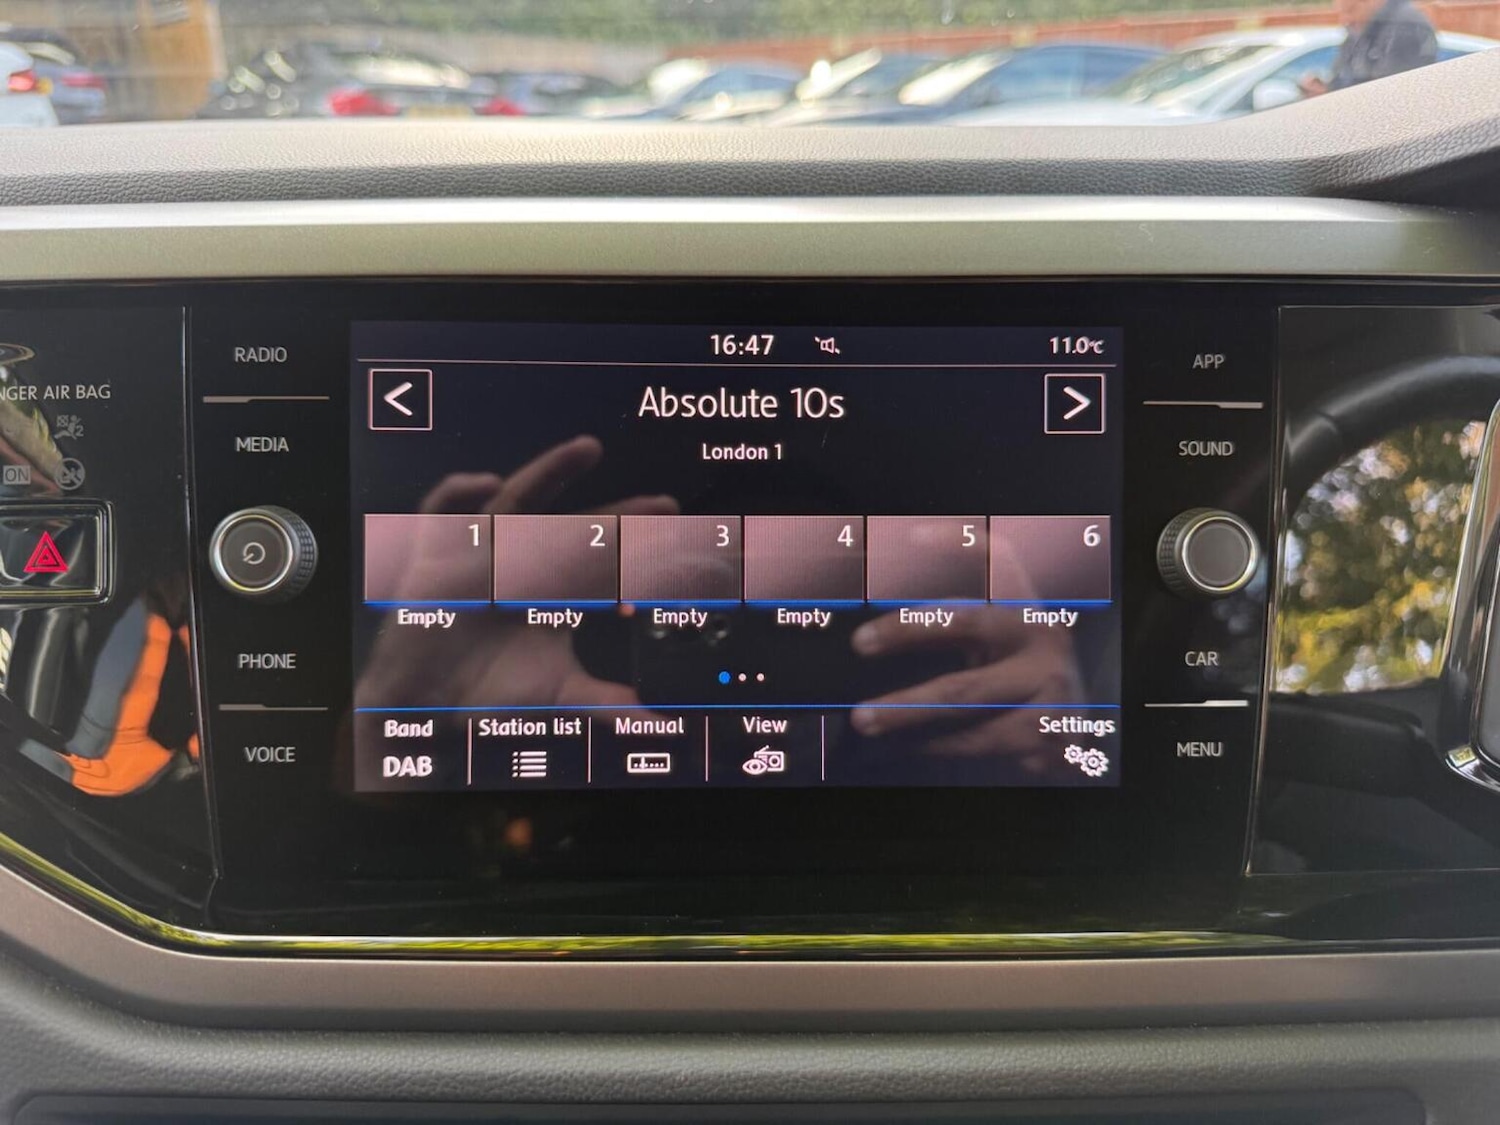 16:47 11.0°C
Absolute 10s
London 1
1 2 3 4 5 6
Empty Empty Empty Empty Empty Empty
Band Station list Manual View Settings
DAB
RADIO
MEDIA
PHONE
VOICE
APP
SOUND
CAR
MENU
NGER AIR BAG
2
ON